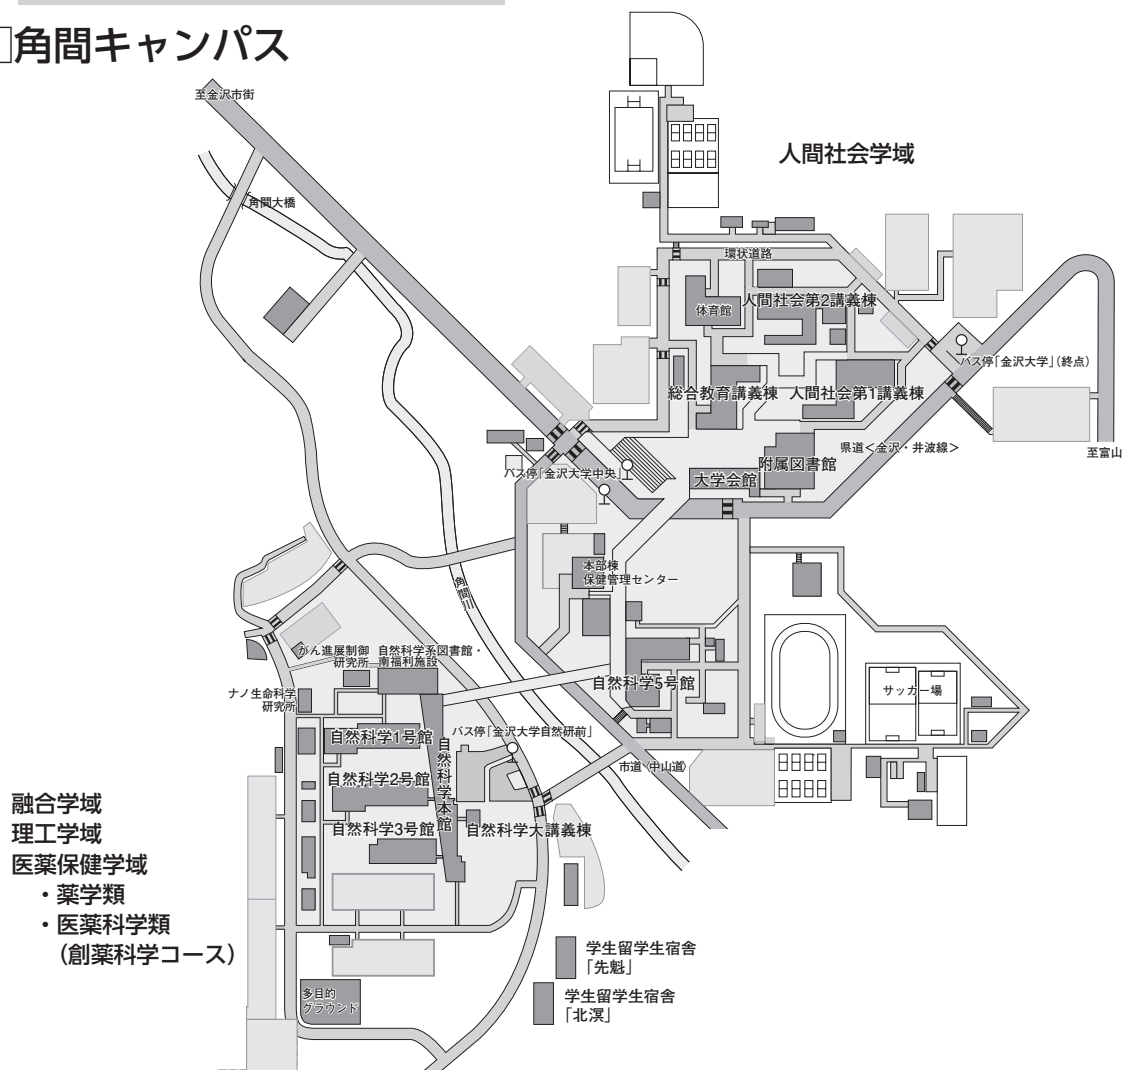 角間キャンパス
至金沢市街
人間社会学域
角間大橋
環状道路
人間社会第2講義棟
体育館
バス停「金沢大学」(終点)
総合教育講義棟
人間社会第1講義棟
県道＜金沢・井波線＞
至富山
附属図書館
バス停「金沢大学中央」
大学会館
本部棟
保健管理センター
角間川
がん進展制御
研究所
自然科学系図書館・
南福利施設
自然科学5号館
ナノ生命科学
研究所
サッカー場
自然科学1号館
バス停「金沢大学自然研前」
自然科学本館
市道〈中山道〉
自然科学2号館
融合学域
理工学域
医薬保健学域
・薬学類
・医薬科学類
(創薬科学コース)
自然科学3号館
自然科学大講義棟
学生留学生宿舎
「先魁」
学生留学生宿舎
「北溟」
多目的
グラウンド